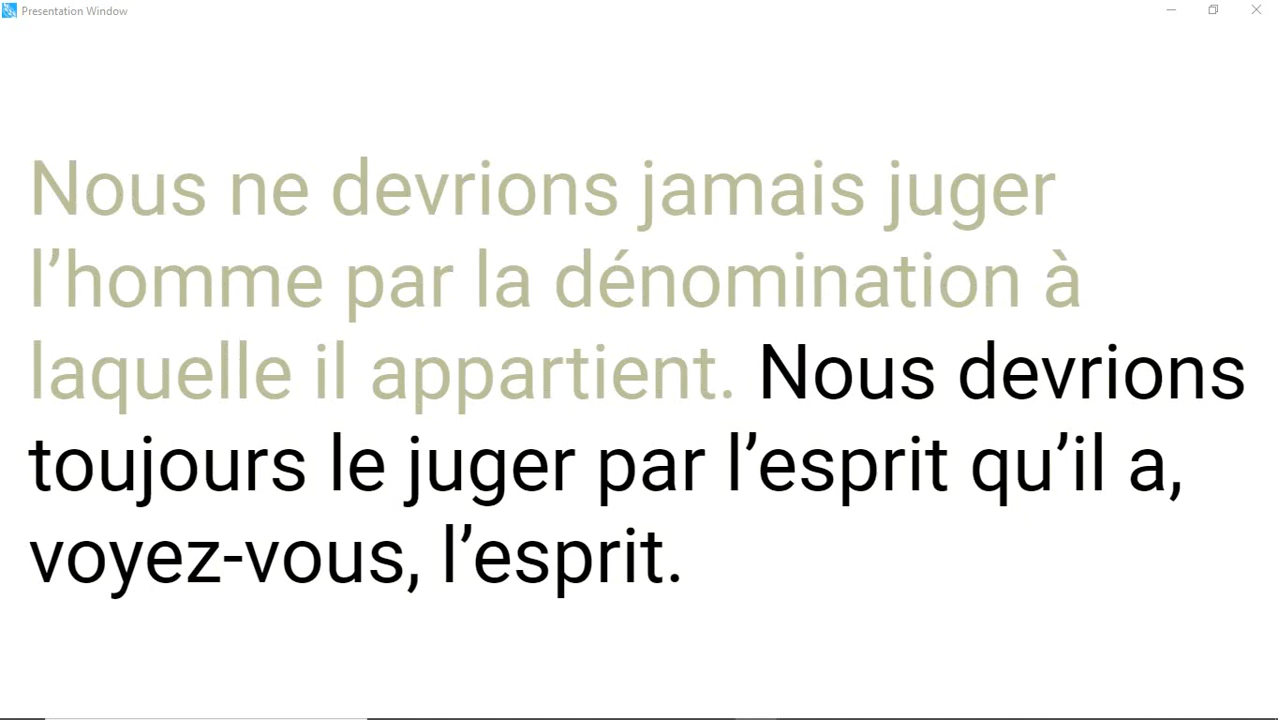 Presentation Window
Nous ne devrions jamais juger
l’homme par la dénomination à
laquelle il appartient. Nous devrions
toujours le juger par l’esprit qu’il a,
voyez-vous, l’esprit.